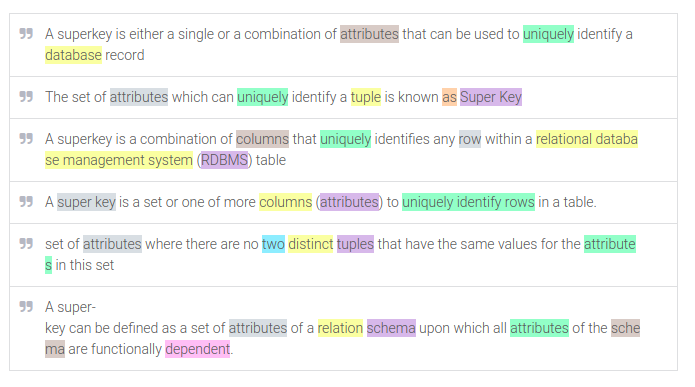 A superkey is either a single or a combination of attributes that can be used to uniquely identify a
database record
The set of attributes which can uniquely identify a tuple is known as Super Key
A superkey is a combination of columns that uniquely identifies any row within a relational databa
se management system (RDBMS) table
A super key is a set or one of more columns (attributes) to uniquely identify rows in a table.
set of attributes where there are no two distinct tuples that have the same values for the attribute
s in this set
A super-
key can be defined as a set of attributes of a relation schema upon which all attributes of the sche
ma are functionally dependent.